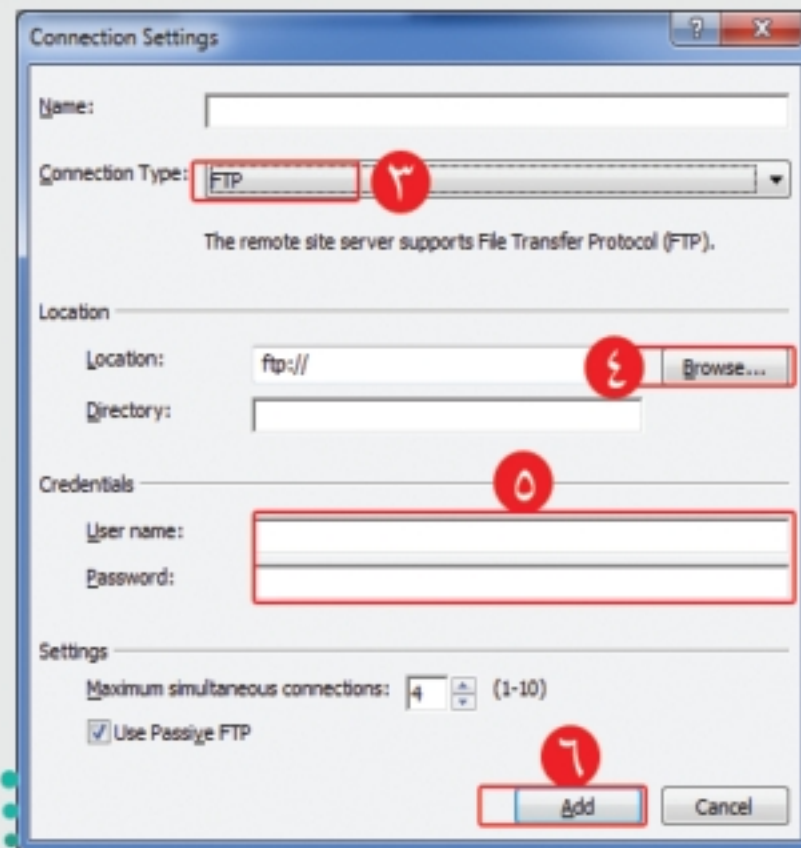 Connection Settings
Name:
Connection Type: FTP ٣
The remote site server supports File Transfer Protocol (FTP).
Location
Location: ftp:// ٤ Browse...
Directory:
Credentials ٥
User name:
Password:
Settings
Maximum simultaneous connections: 4 (1-10)
Use Passive FTP
٦
Add Cancel